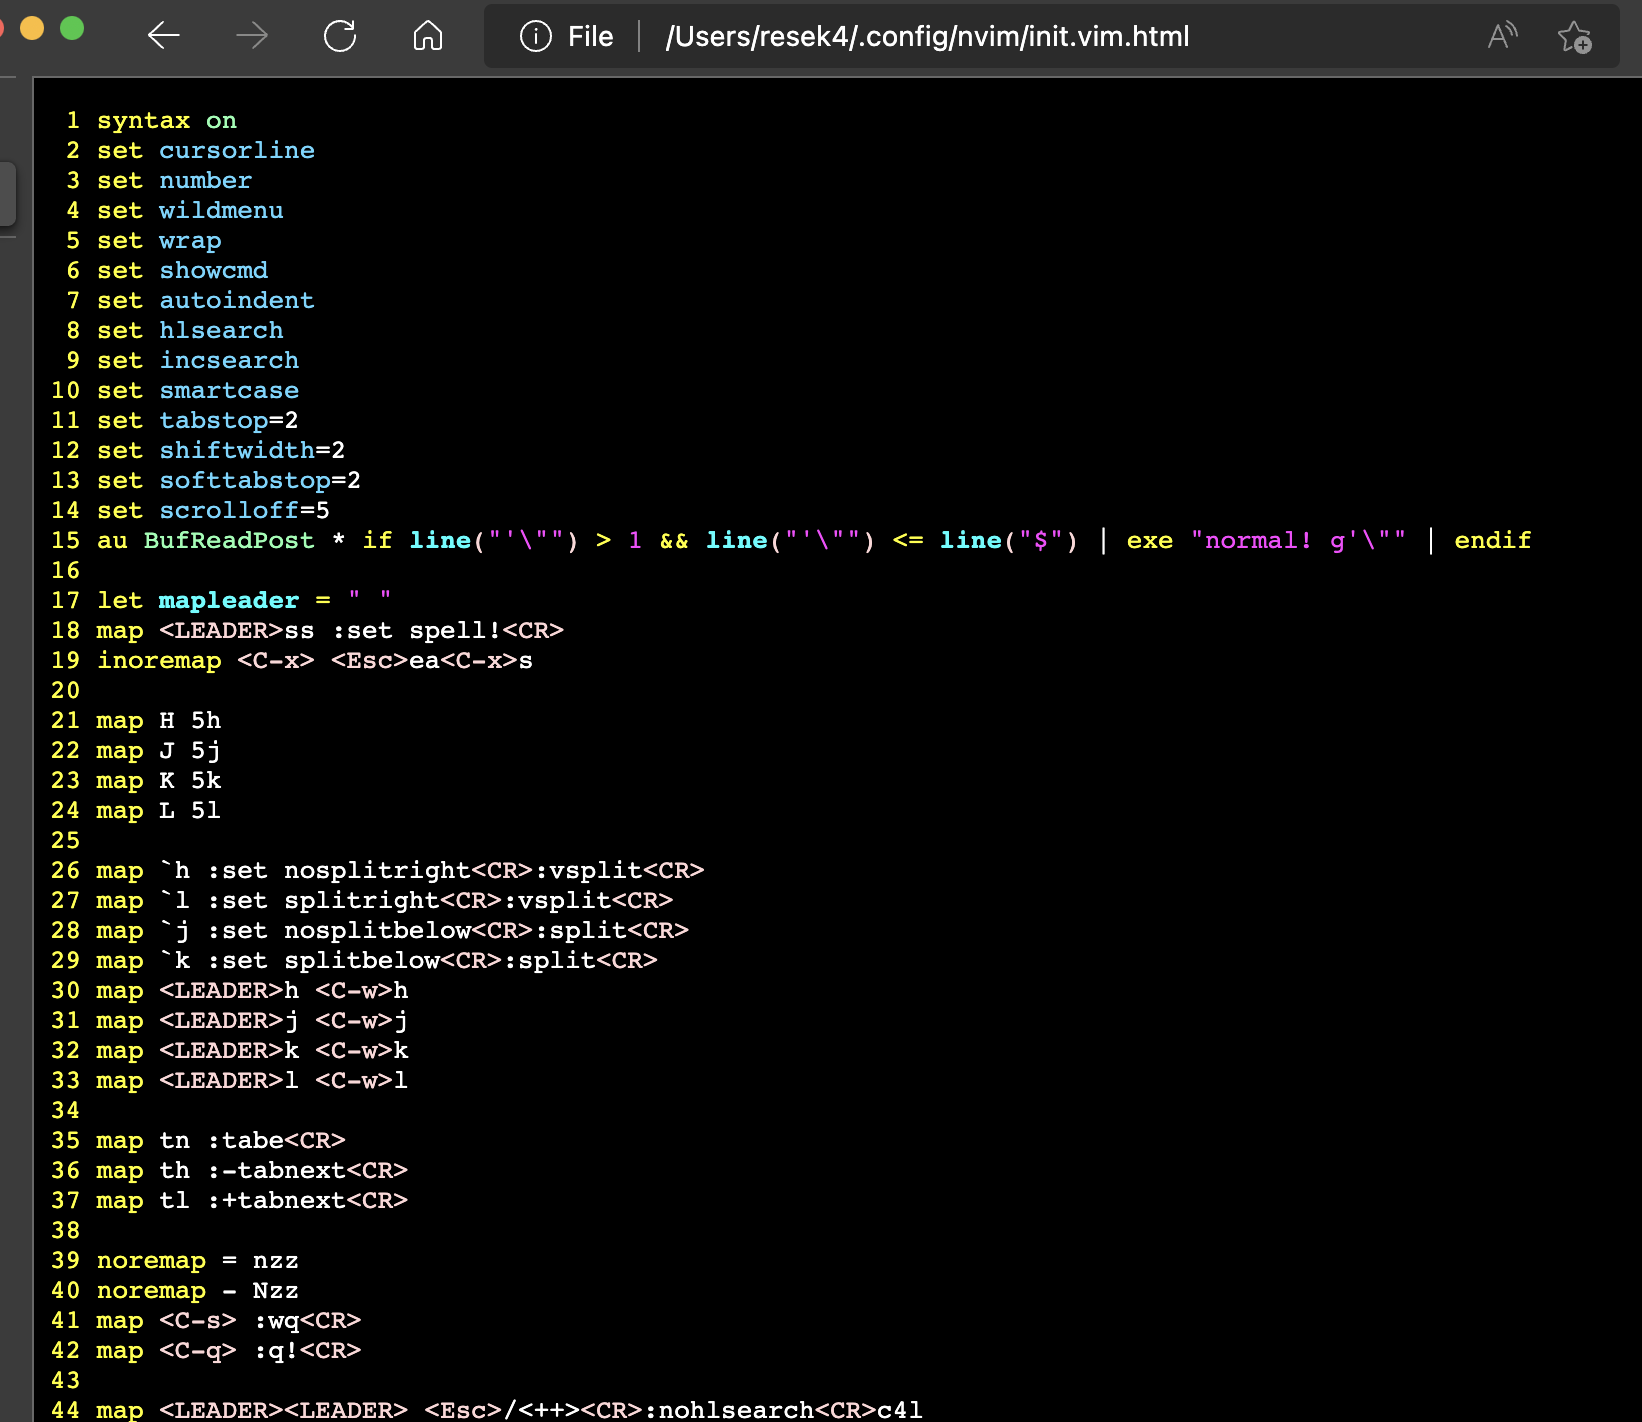 File | /Users/resek4/.config/nvim/init.vim.html
1 syntax on
2 set cursorline
3 set number
4 set wildmenu
5 set wrap
6 set showcmd
7 set autoindent
8 set hlsearch
9 set incsearch
10 set smartcase
11 set tabstop=2
12 set shiftwidth=2
13 set softtabstop=2
14 set scrolloff=5
15 au BufReadPost * if line("'\"") > 1 && line("'\"") <= line("$") | exe "normal! g'\"" | endif
16
17 let mapleader = " "
18 map <LEADER>ss :set spell!<CR>
19 inoremap <C-x> <Esc>ea<C-x>s
20
21 map H 5h
22 map J 5j
23 map K 5k
24 map L 5l
25
26 map `h :set nosplitright<CR>:vsplit<CR>
27 map `l :set splitright<CR>:vsplit<CR>
28 map `j :set nosplitbelow<CR>:split<CR>
29 map `k :set splitbelow<CR>:split<CR>
30 map <LEADER>h <C-w>h
31 map <LEADER>j <C-w>j
32 map <LEADER>k <C-w>k
33 map <LEADER>l <C-w>l
34
35 map tn :tabe<CR>
36 map th :-tabnext<CR>
37 map tl :+tabnext<CR>
38
39 noremap = nzz
40 noremap - Nzz
41 map <C-s> :wq<CR>
42 map <C-q> :q!<CR>
43
44 map <LEADER><LEADER> <Esc>/<++><CR>:nohlsearch<CR>c4l